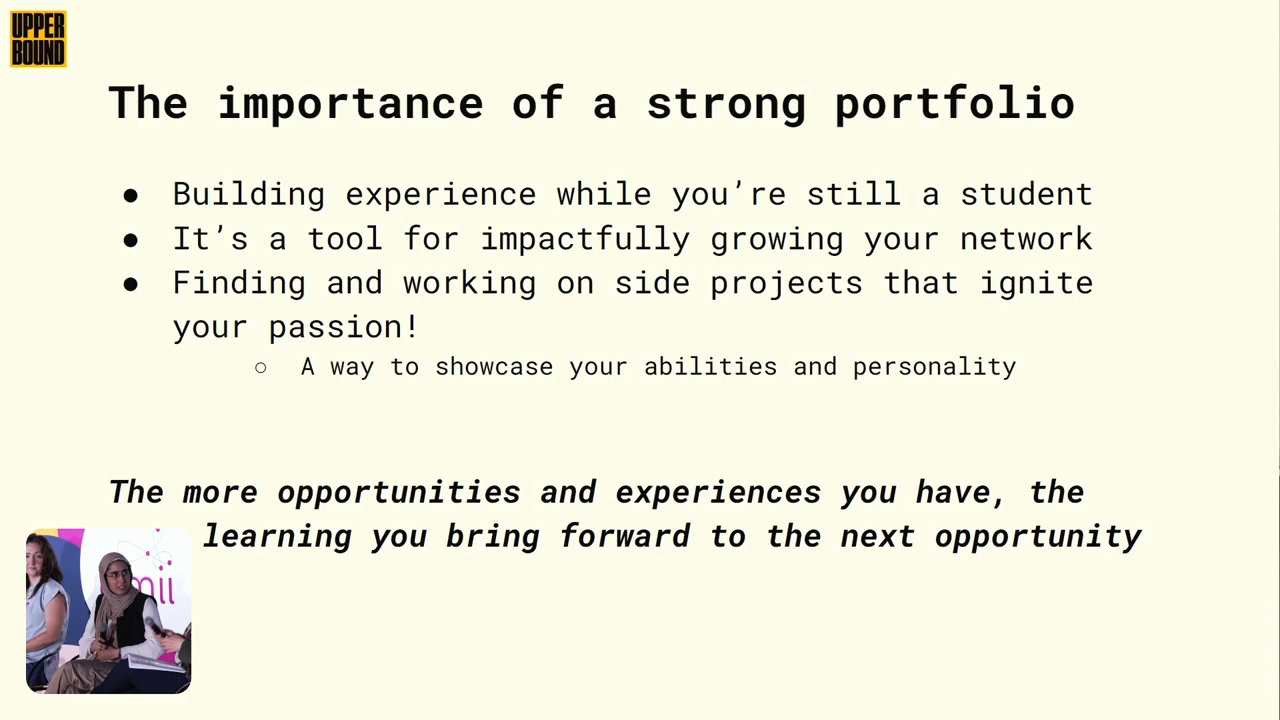 UPPER
BOUND
The importance of a strong portfolio
● Building experience while you’re still a student
● It’s a tool for impactfully growing your network
● Finding and working on side projects that ignite
your passion!
○ A way to showcase your abilities and personality
The more opportunities and experiences you have, the
learning you bring forward to the next opportunity
mii